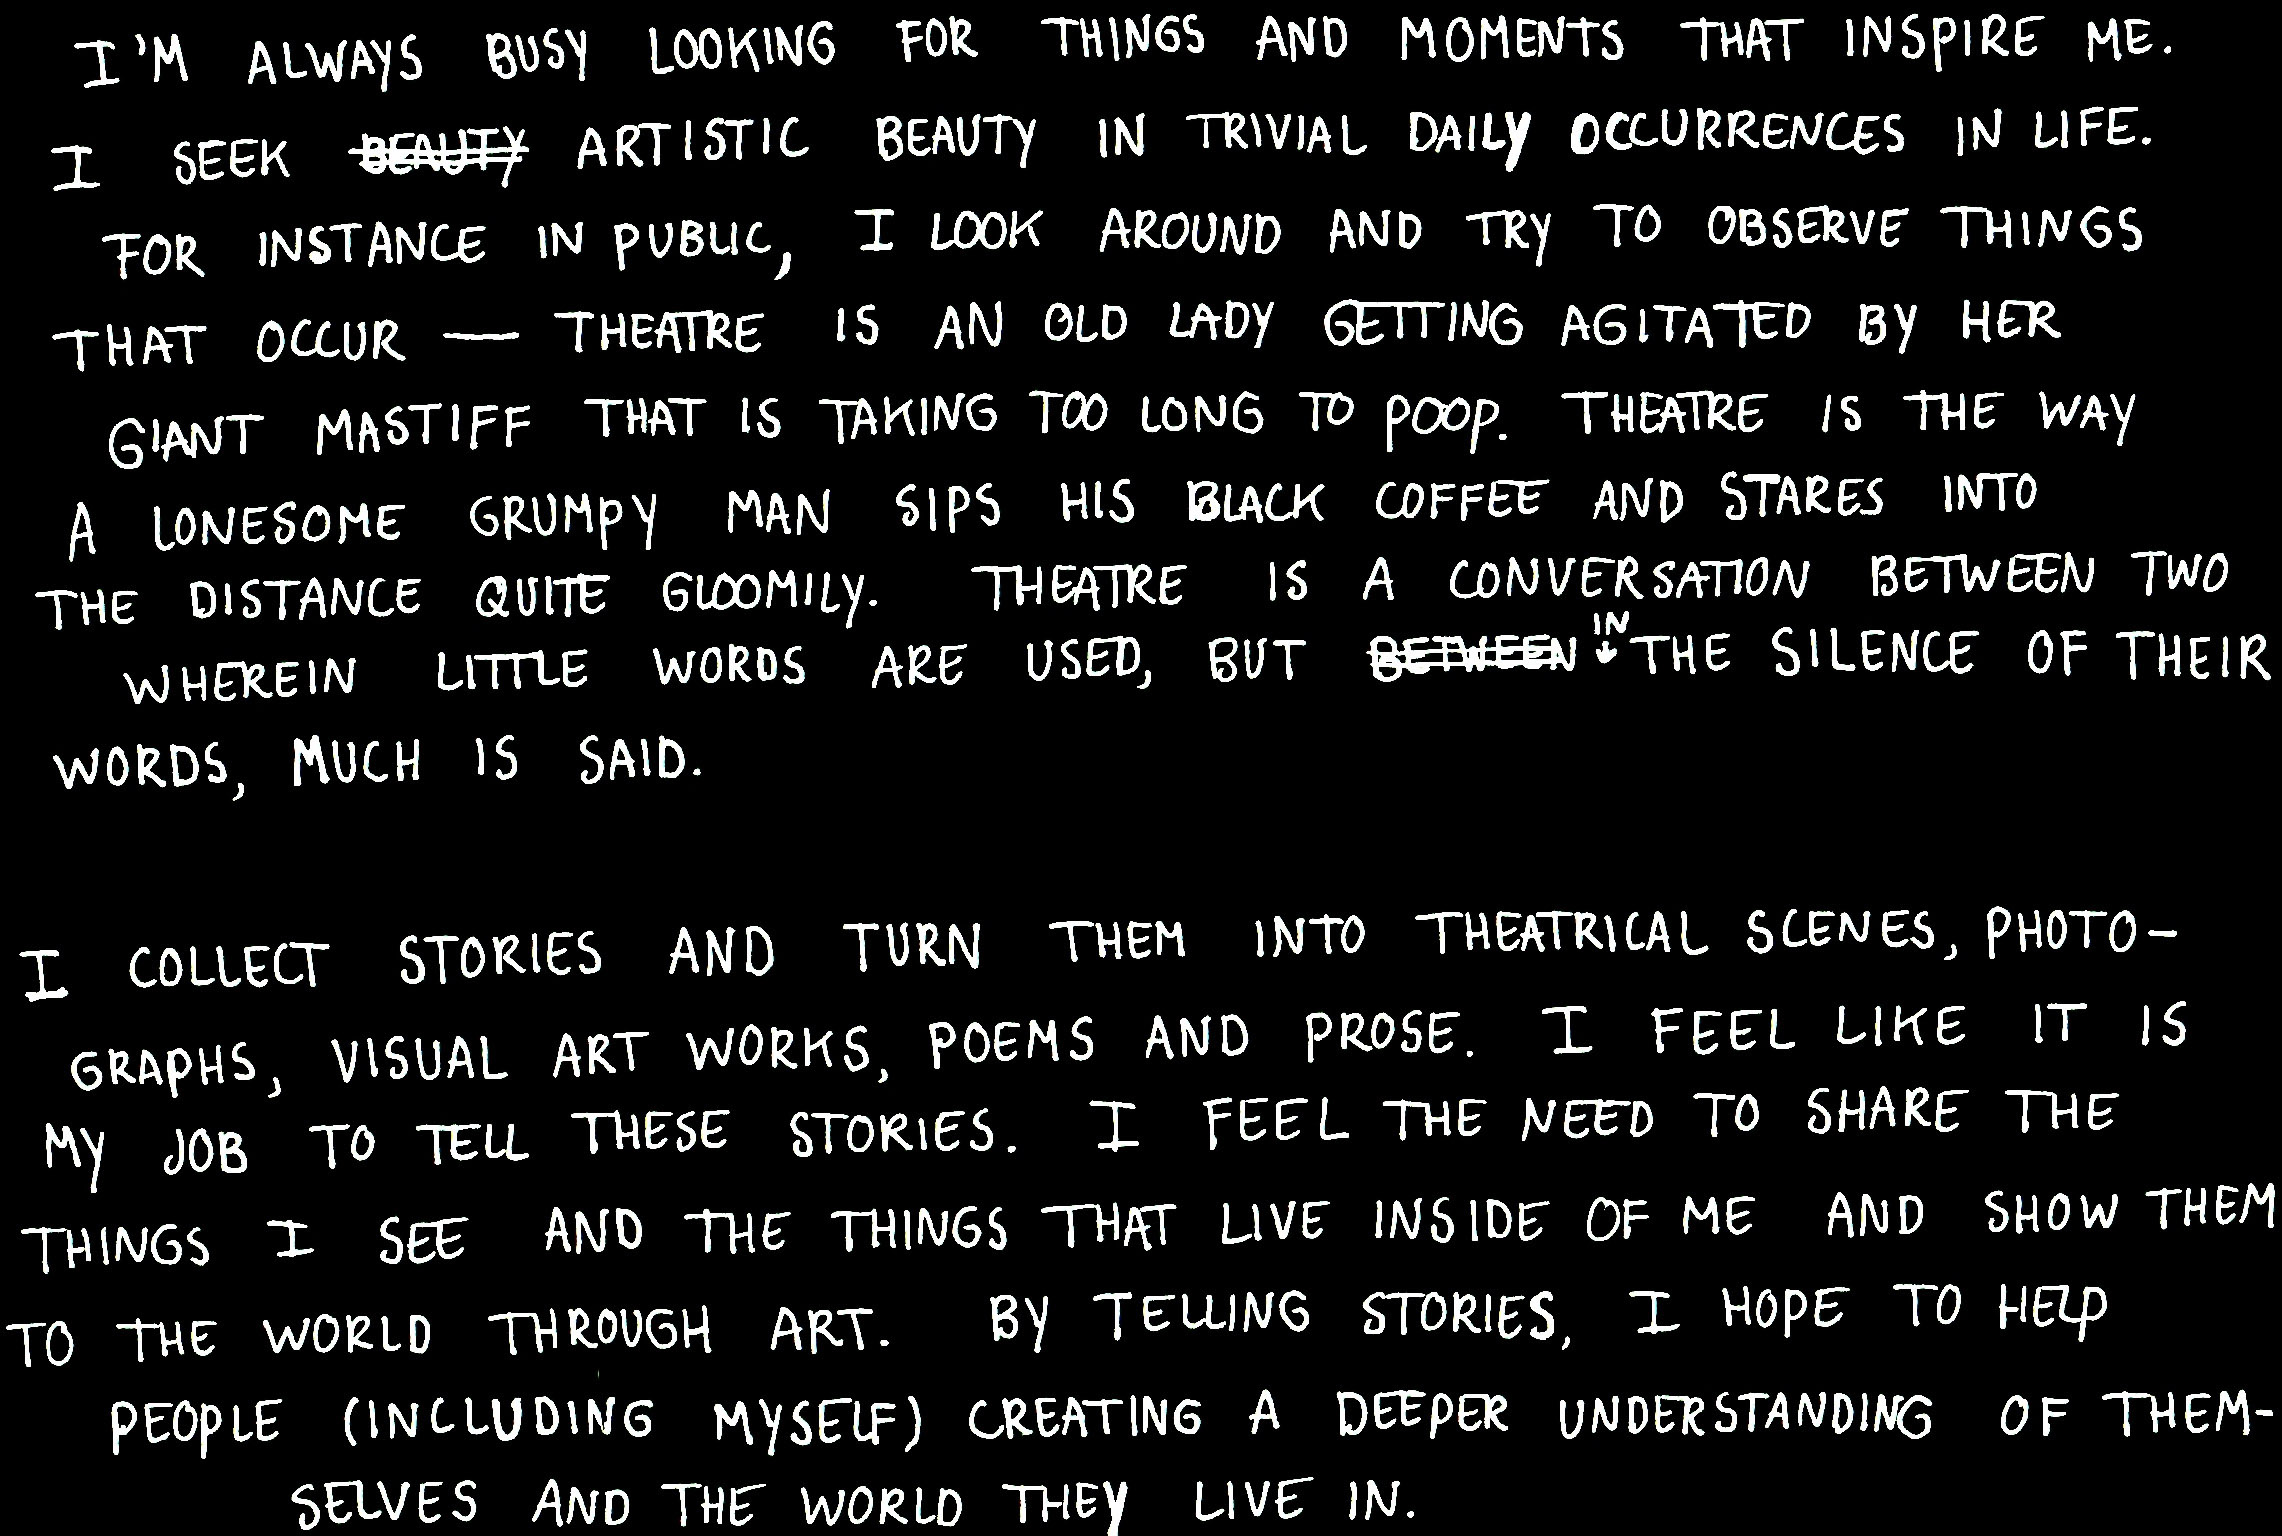 I'M ALWAYS BUSY LOOKING FOR THINGS AND MOMENTS THAT INSPIRE ME.
I SEEK ~~BEAUTY~~ ARTISTIC BEAUTY IN TRIVIAL DAILY OCCURRENCES IN LIFE.
FOR INSTANCE IN PUBLIC, I LOOK AROUND AND TRY TO OBSERVE THINGS
THAT OCCUR — THEATRE IS AN OLD LADY GETTING AGITATED BY HER
GIANT MASTIFF THAT IS TAKING TOO LONG TO POOP. THEATRE IS THE WAY
A LONESOME GRUMPY MAN SIPS HIS BLACK COFFEE AND STARES INTO
THE DISTANCE QUITE GLOOMILY. THEATRE IS A CONVERSATION BETWEEN TWO
WHEREIN LITTLE WORDS ARE USED, BUT ~~BETWEEN~~ IN THE SILENCE OF THEIR
WORDS, MUCH IS SAID.
I COLLECT STORIES AND TURN THEM INTO THEATRICAL SCENES, PHOTO-
GRAPHS, VISUAL ART WORKS, POEMS AND PROSE. I FEEL LIKE IT IS
MY JOB TO TELL THESE STORIES. I FEEL THE NEED TO SHARE THE
THINGS I SEE AND THE THINGS THAT LIVE INSIDE OF ME AND SHOW THEM
TO THE WORLD THROUGH ART. BY TELLING STORIES, I HOPE TO HELP
PEOPLE (INCLUDING MYSELF) CREATING A DEEPER UNDERSTANDING OF THEM-
SELVES AND THE WORLD THEY LIVE IN.